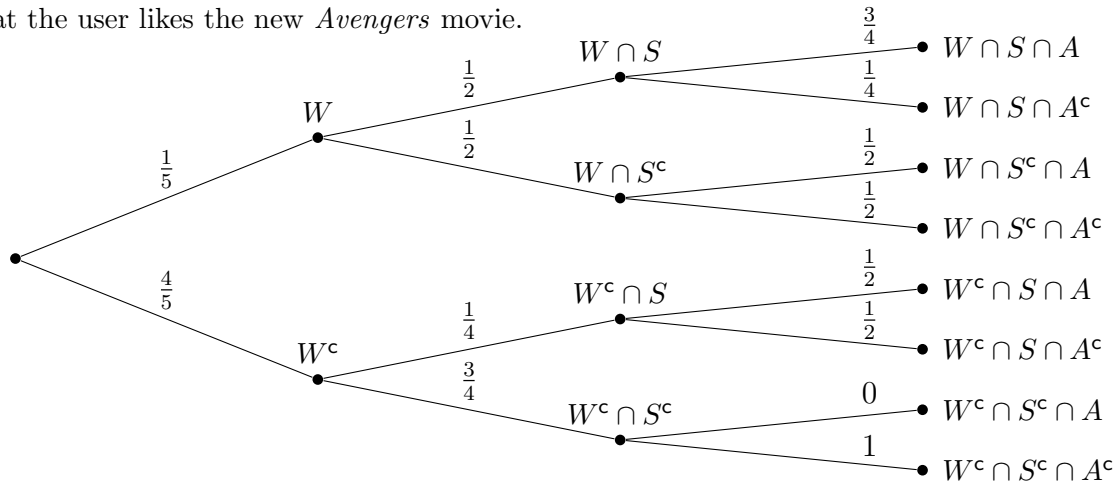 at the user likes the new Avengers movie.
3/4
W ∩ S
W ∩ S ∩ A
1/2
1/4
W
W ∩ S ∩ Aᶜ
1/2
1/2
W ∩ Sᶜ
W ∩ Sᶜ ∩ A
1/5
1/2
W ∩ Sᶜ ∩ Aᶜ
4/5
1/2
Wᶜ ∩ S
Wᶜ ∩ S ∩ A
1/4
1/2
Wᶜ
Wᶜ ∩ S ∩ Aᶜ
3/4
0
Wᶜ ∩ Sᶜ
Wᶜ ∩ Sᶜ ∩ A
1
Wᶜ ∩ Sᶜ ∩ Aᶜ